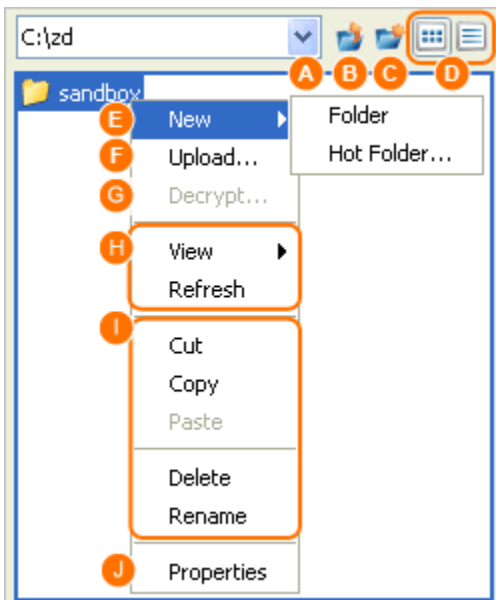 C:\zd
A B C D
sandbox
E New Folder
F Upload... Hot Folder...
G Decrypt...
H View
Refresh
I
Cut
Copy
Paste
Delete
Rename
J Properties